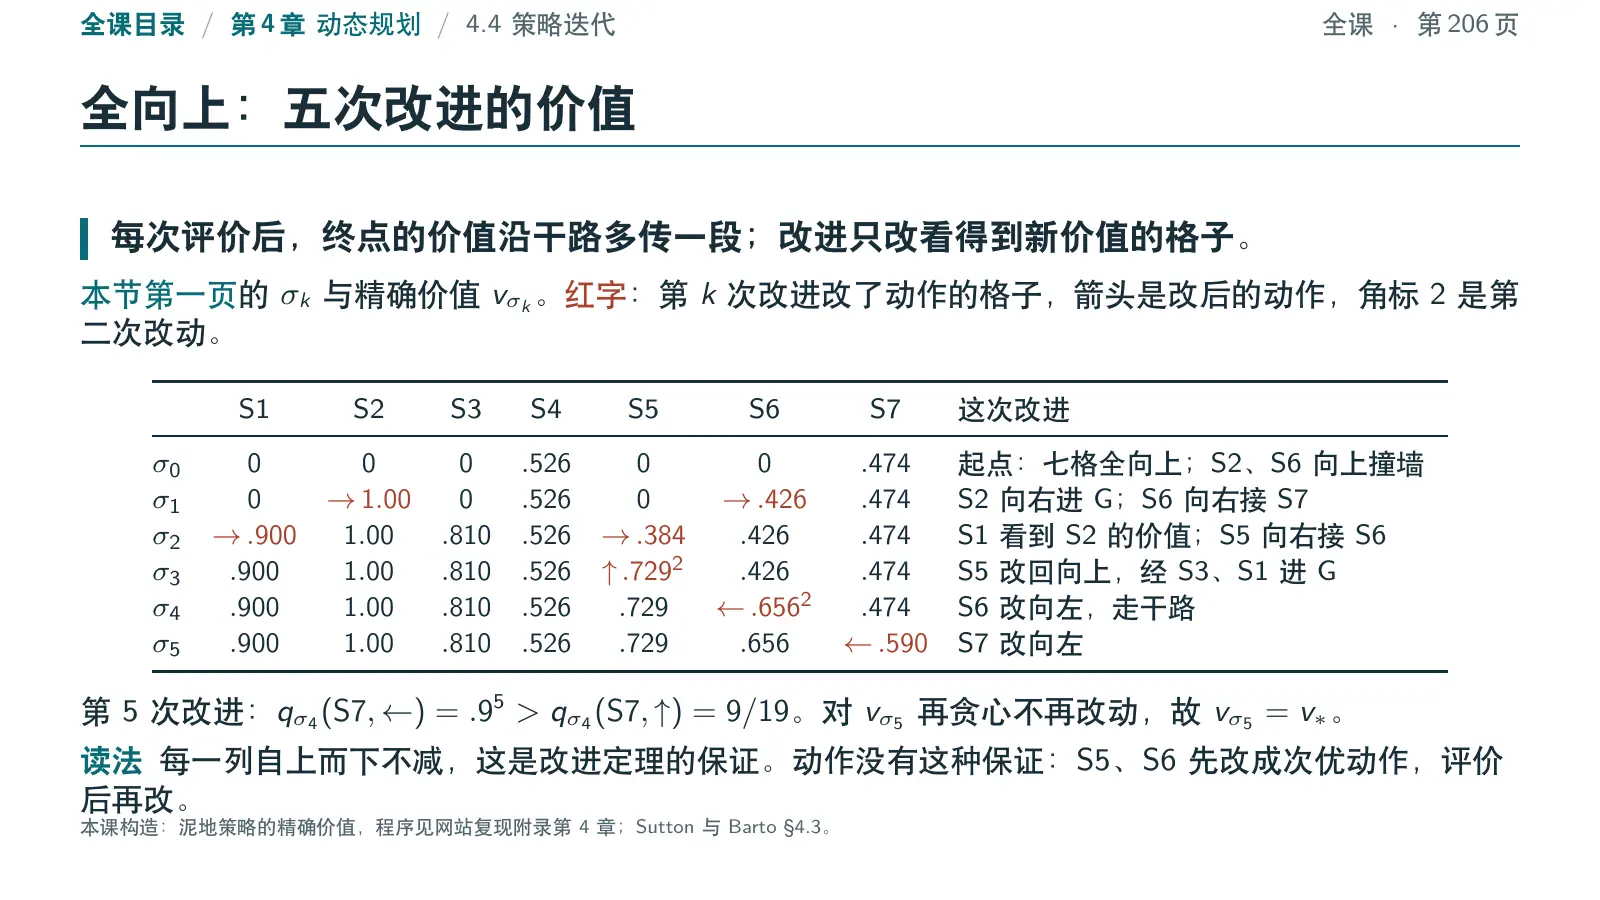 全课目录 / 第 4 章 动态规划 / 4.4 策略迭代
全课 · 第 206 页
全向上：五次改进的价值
每次评价后，终点的价值沿干路多传一段；改进只改看得到新价值的格子。
本节第一页的 σₖ 与精确价值 v_{σₖ}。红字：第 k 次改进改了动作的格子，箭头是改后的动作，角标 2 是第
二次改动。
S1 S2 S3 S4 S5 S6 S7 这次改进
σ₀ 0 0 0 .526 0 0 .474 起点：七格全向上；S2、S6 向上撞墙
σ₁ 0 →1.00 0 .526 0 →.426 .474 S2 向右进 G；S6 向右接 S7
σ₂ →.900 1.00 .810 .526 →.384 .426 .474 S1 看到 S2 的价值；S5 向右接 S6
σ₃ .900 1.00 .810 .526 ↑.729² .426 .474 S5 改回向上，经 S3、S1 进 G
σ₄ .900 1.00 .810 .526 .729 ←.656² .474 S6 改向左，走干路
σ₅ .900 1.00 .810 .526 .729 .656 ←.590 S7 改向左
第 5 次改进：q_{σ₄}(S7, ←) = .9⁵ > q_{σ₄}(S7, ↑) = 9/19。对 v_{σ₅} 再贪心不再改动，故 v_{σ₅} = v_*。
读法 每一列自上而下不减，这是改进定理的保证。动作没有这种保证：S5、S6 先改成次优动作，评价
后再改。
本课构造：泥地策略的精确价值，程序见网站复现附录第 4 章；Sutton 与 Barto §4.3。